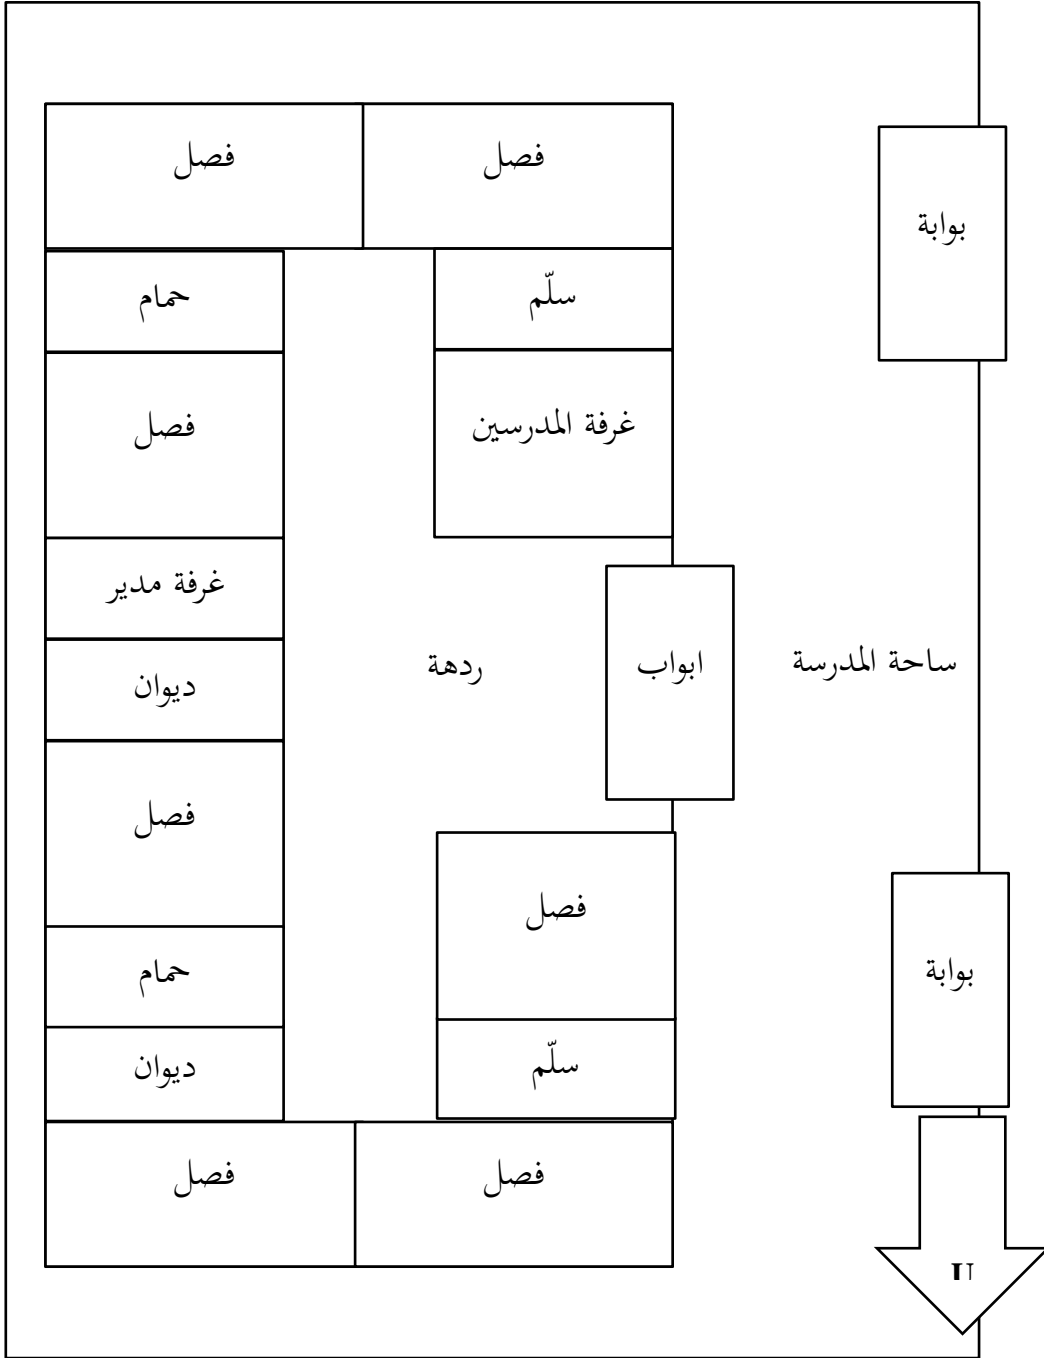 فصل
فصل
بوابة
سلّم
حمام
غرفة المدرسين
فصل
غرفة مدير
ساحة المدرسة
ابواب
ردهة
ديوان
فصل
فصل
بوابة
حمام
سلّم
ديوان
فصل
فصل